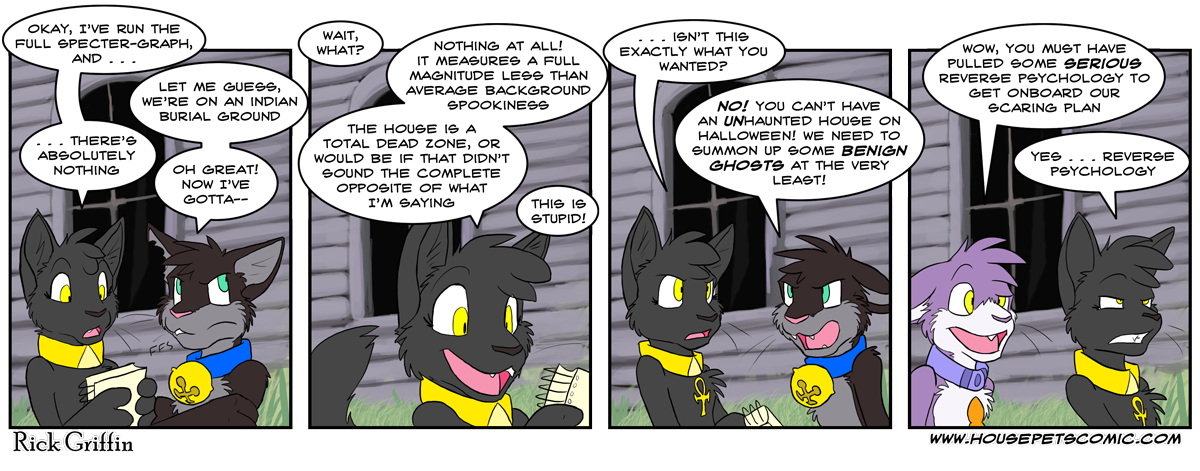 OKAY, I'VE RUN THE
FULL SPECTER-GRAPH,
AND . . .
LET ME GUESS,
WE'RE ON AN INDIAN
BURIAL GROUND
. . . THERE'S
ABSOLUTELY
NOTHING
OH GREAT!
NOW I'VE
GOTTA--
FFS
WAIT,
WHAT?
NOTHING AT ALL!
IT MEASURES A FULL
MAGNITUDE LESS THAN
AVERAGE BACKGROUND
SPOOKINESS
THE HOUSE IS A
TOTAL DEAD ZONE, OR
WOULD BE IF THAT DIDN'T
SOUND THE COMPLETE
OPPOSITE OF WHAT
I'M SAYING
THIS IS
STUPID!
. . . ISN'T THIS
EXACTLY WHAT YOU
WANTED?
NO! YOU CAN'T HAVE
AN UNHAUNTED HOUSE ON
HALLOWEEN! WE NEED TO
SUMMON UP SOME BENIGN
GHOSTS AT THE VERY
LEAST!
WOW, YOU MUST HAVE
PULLED SOME SERIOUS
REVERSE PSYCHOLOGY TO
GET ONBOARD OUR
SCARING PLAN
YES . . . REVERSE
PSYCHOLOGY
Rick Griffin
WWW.HOUSEPETSCOMIC.COM